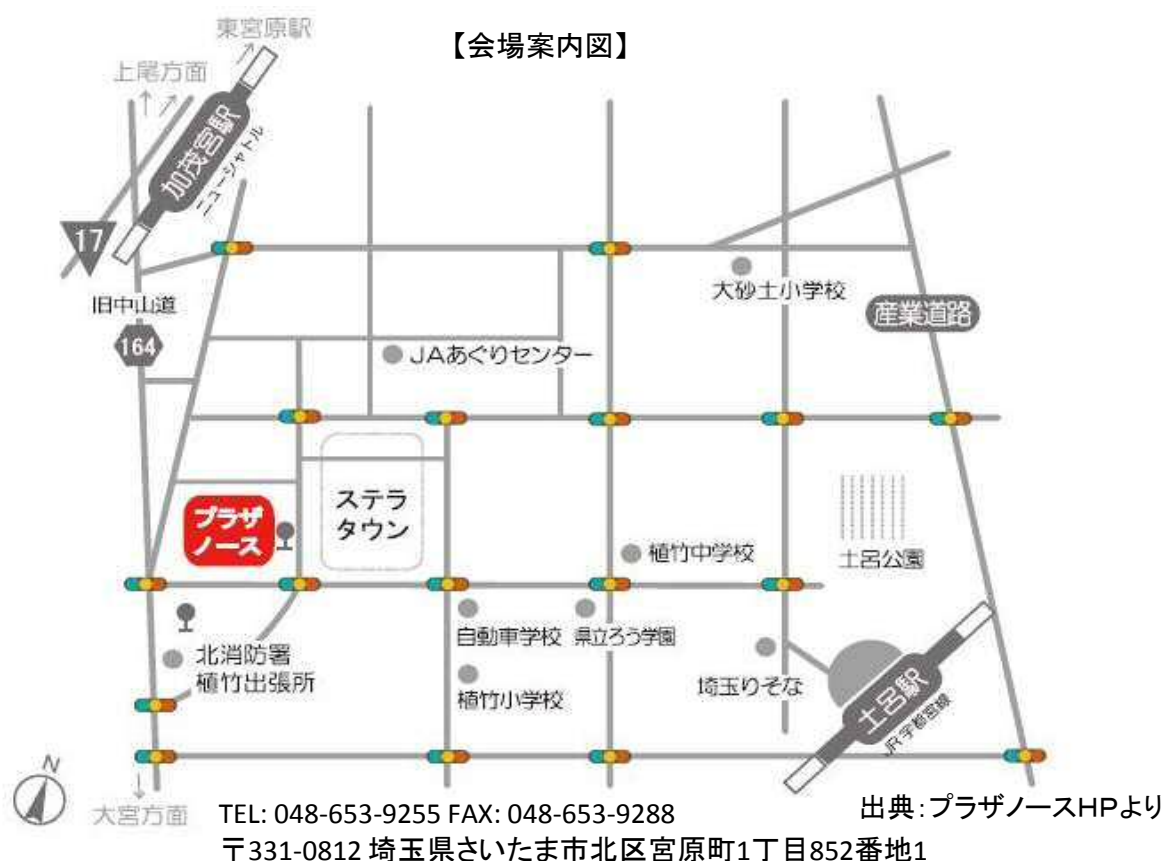 東宮原駅
【会場案内図】
上尾方面
加茂宮駅
ニューシャトル
17
旧中山道
164
大砂土小学校
産業道路
JAあぐりセンター
ステラ
タウン
プラザ
ノース
植竹中学校
土呂公園
自動車学校
県立ろう学園
北消防署
植竹出張所
植竹小学校
埼玉りそな
土呂駅
JR宇都宮線
N
大宮方面
TEL: 048-653-9255 FAX: 048-653-9288
出典:プラザノースHPより
〒331-0812 埼玉県さいたま市北区宮原町1丁目852番地1